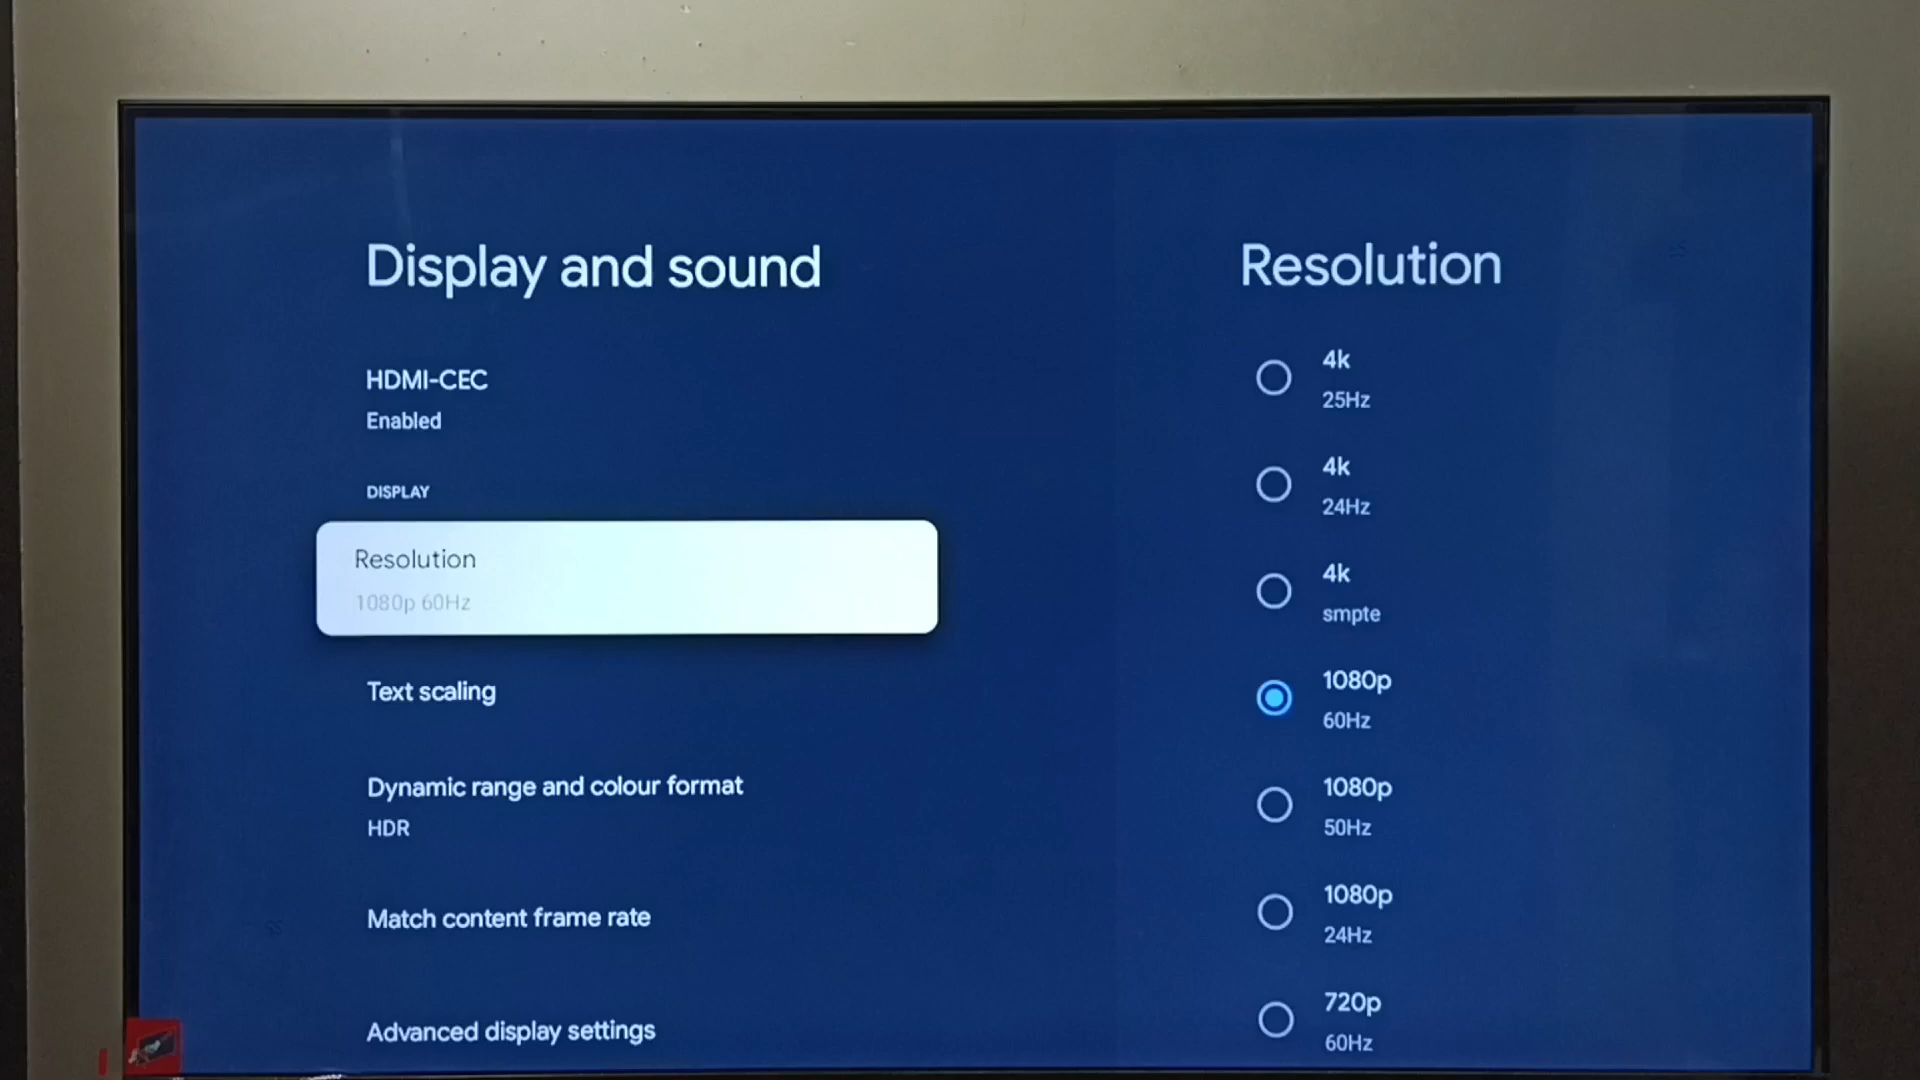 Display and sound
HDMI-CEC
Enabled
DISPLAY
Resolution
1080p 60Hz
Text scaling
Dynamic range and colour format
HDR
Match content frame rate
Advanced display settings
Resolution
4k
25Hz
4k
24Hz
4k
smpte
1080p
60Hz
1080p
50Hz
1080p
24Hz
720p
60Hz